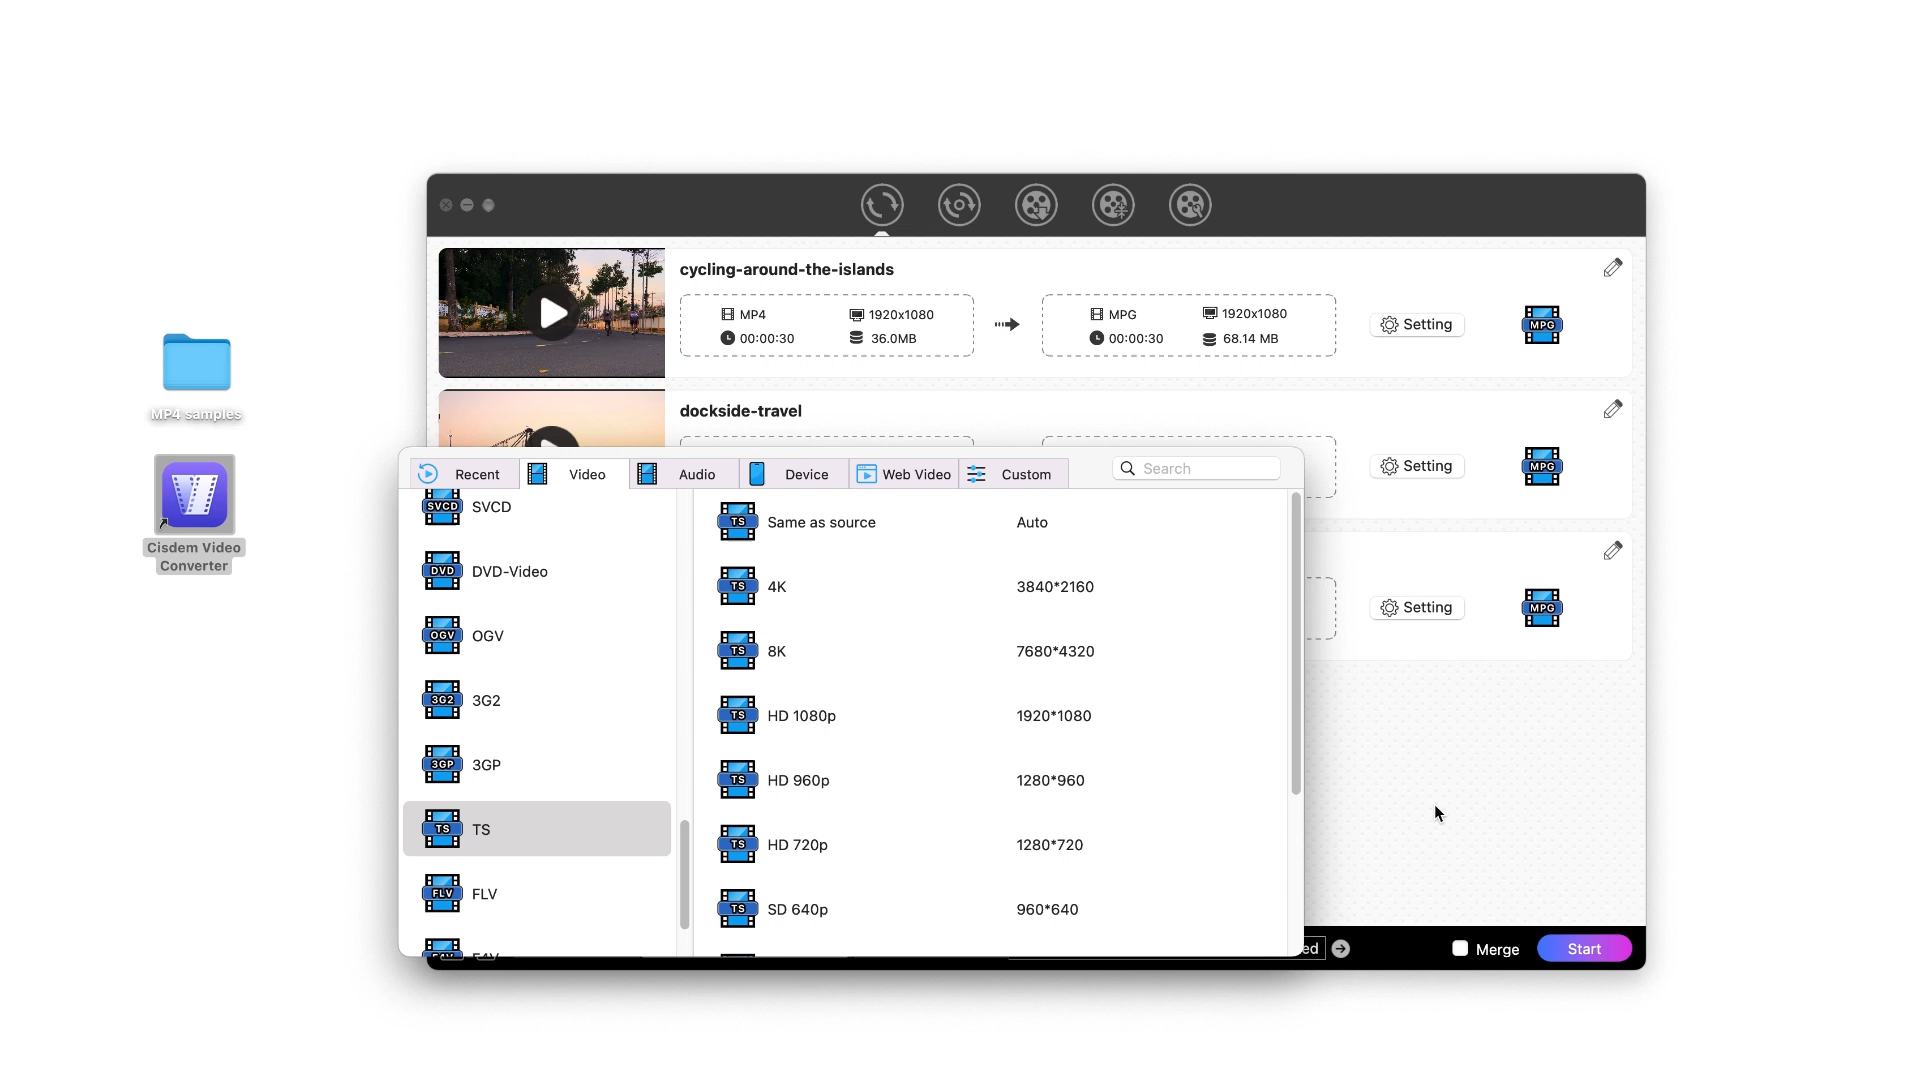 cycling-around-the-islands
MP4
1920x1080
00:00:30
36.0MB
MPG
1920x1080
00:00:30
68.14 MB
Setting
MPG
MP4 samples
dockside-travel
Setting
MPG
Recent
Video
Audio
Device
Web Video
Custom
Search
SVCD SVCD
TS Same as source Auto
Cisdem Video
Converter
DVD DVD-Video
TS 4K 3840*2160
OGV OGV
TS 8K 7680*4320
Setting
MPG
3G2 3G2
TS HD 1080p 1920*1080
3GP 3GP
TS HD 960p 1280*960
TS TS
TS HD 720p 1280*720
FLV FLV
TS SD 640p 960*640
F4V F4V
ed
Merge
Start